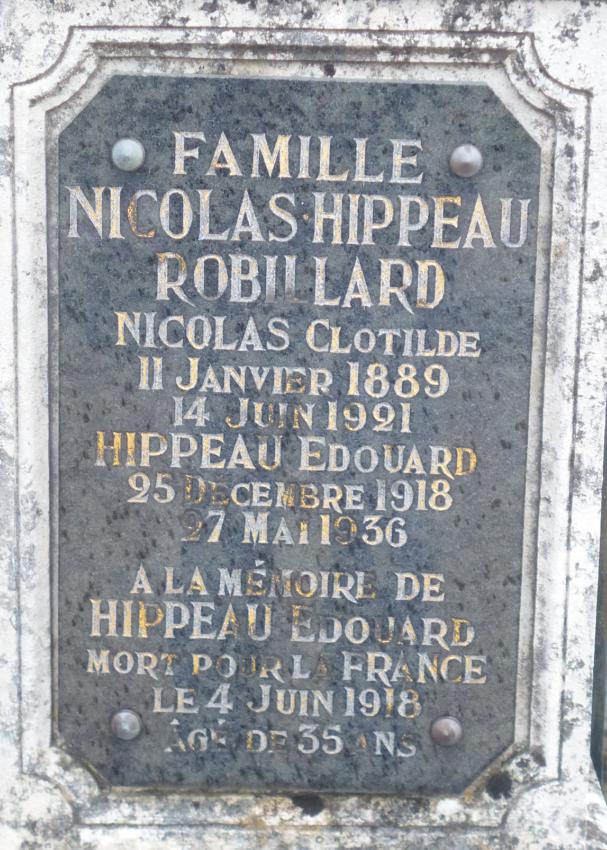 FAMILLE
NICOLAS·HIPPEAU
ROBILLARD
NICOLAS CLOTILDE
11 JANVIER 1889
14 JUIN 1921
HIPPEAU EDOUARD
25 DECEMBRE 1918
27 MAI 1936
A LA MÉMOIRE DE
HIPPEAU EDOUARD
MORT POUR LA FRANCE
LE 4 JUIN 1918
ÂGÉ DE 35 ANS